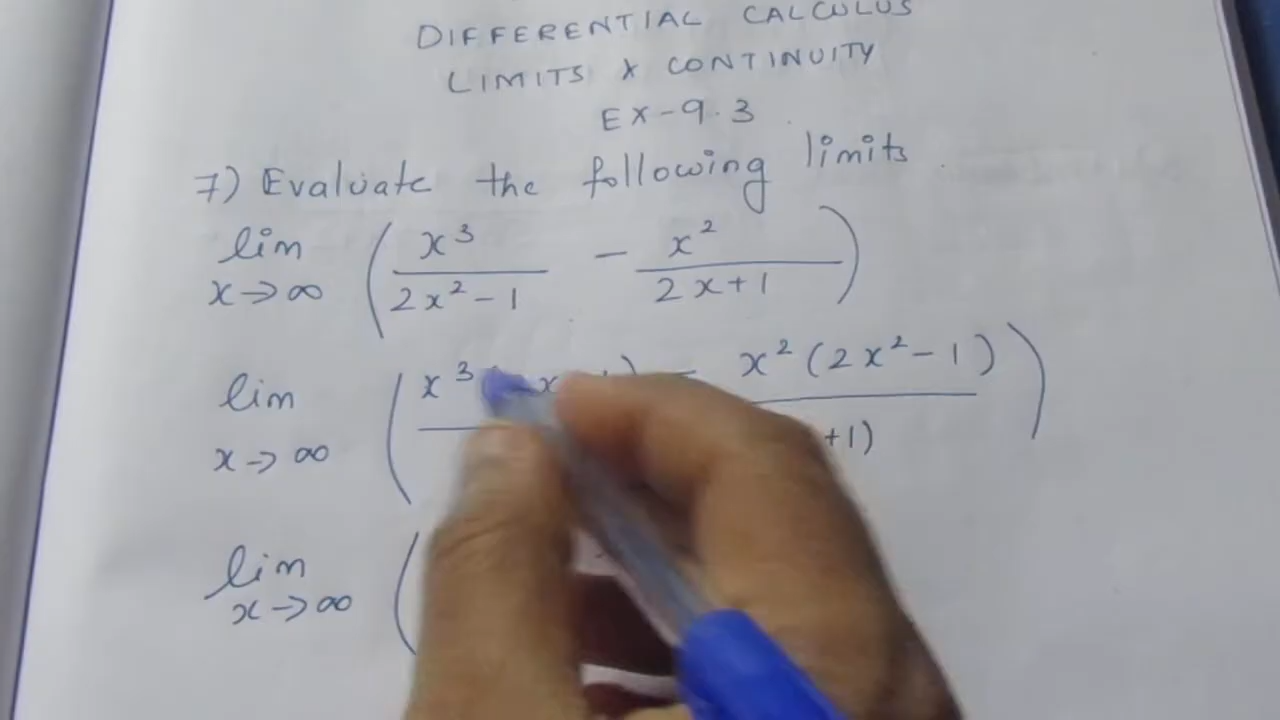 DIFFERENTIAL CALCULUS
LIMITS & CONTINUITY
EX-9.3
7) Evaluate the following limits.
lim x→∞ ( x³ / 2x²-1 - x² / 2x+1 )
lim x→∞ ( x³ x ) - x² (2x²-1) / +1) )
lim x→∞ (